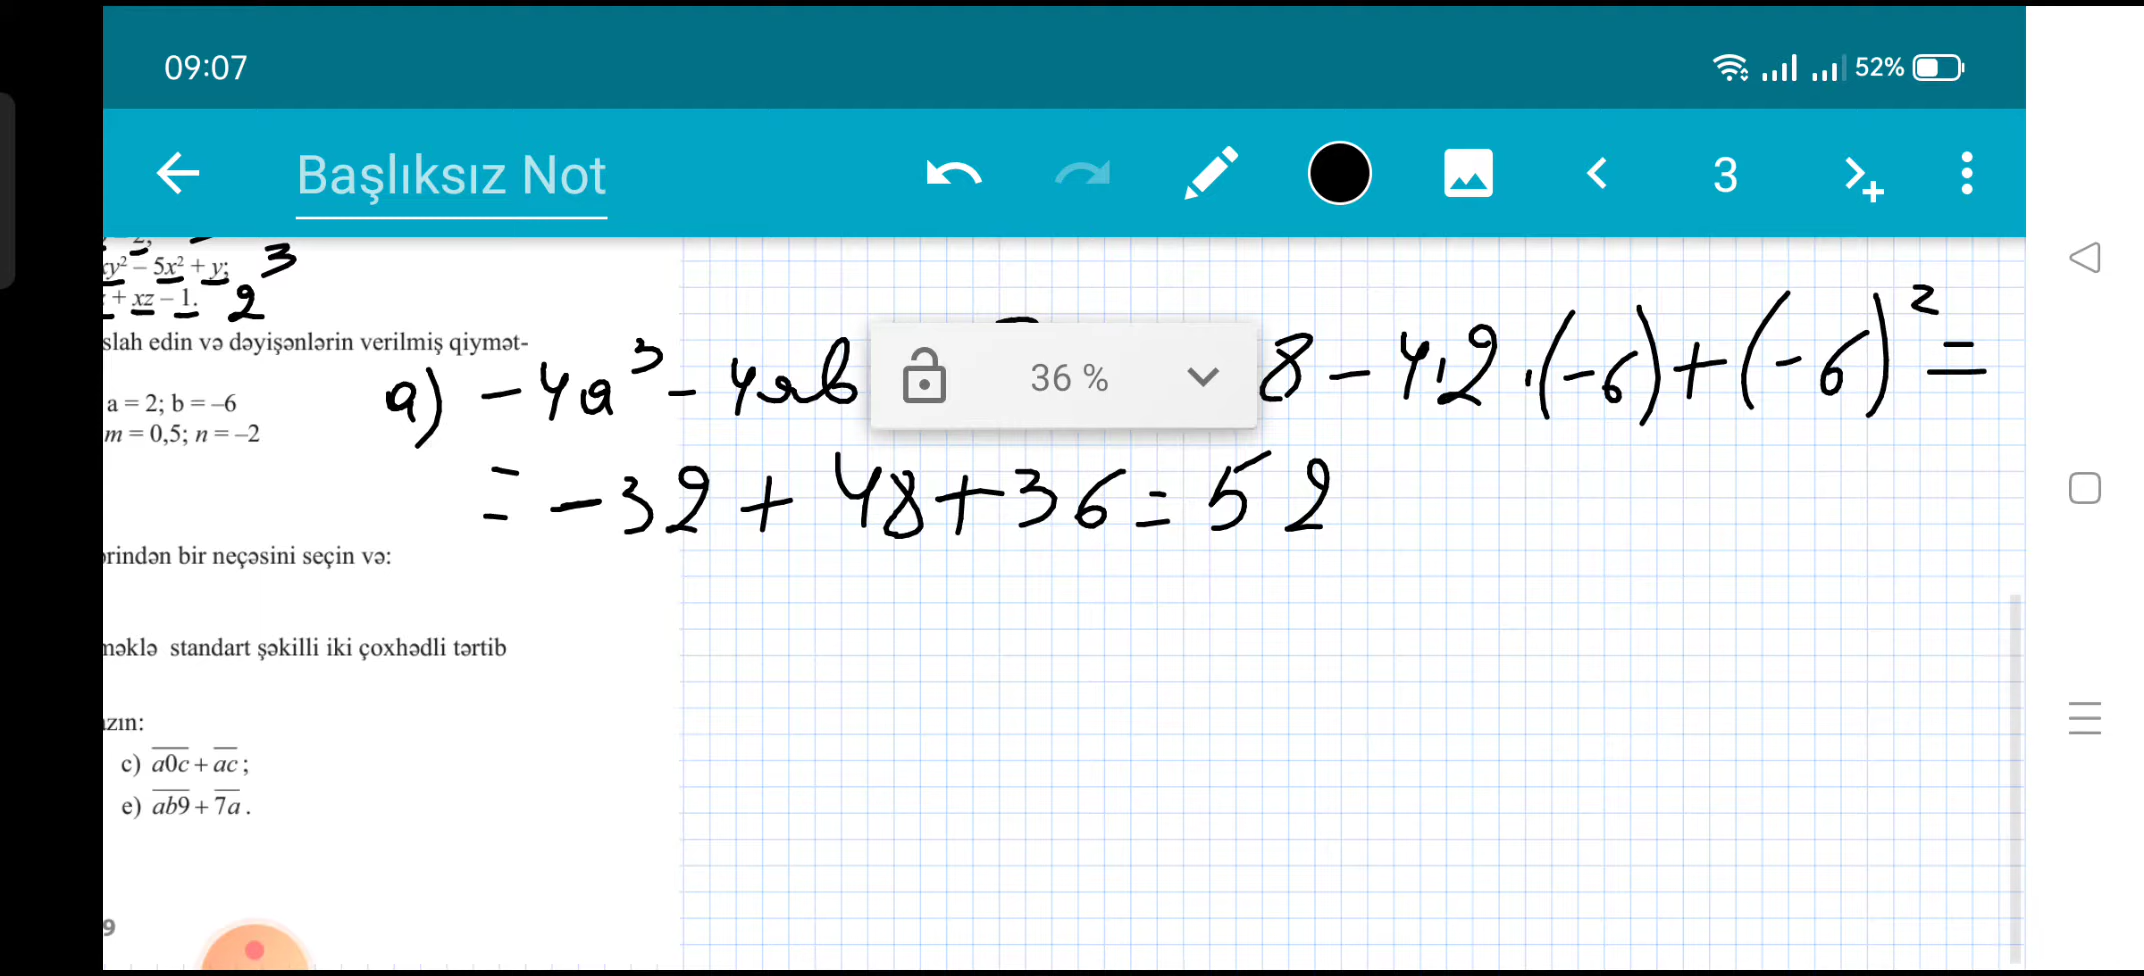 09:07
52%
Başlıksız Not
3
y² – 5x² + y; 3
+ xz – 1. 2
slah edin və dəyişənlərin verilmiş qiymət-
a = 2; b = –6
m = 0,5; n = –2
a) -4a³ - 4ab
36 %
8 - 4·2·(-6)+(-6)² =
= -32 + 48+36=52
rindən bir neçəsini seçin və:
məklə standart şəkilli iki çoxhədli tərtib
zın:
c) a0c + ac ;
e) ab9 + 7a .
9